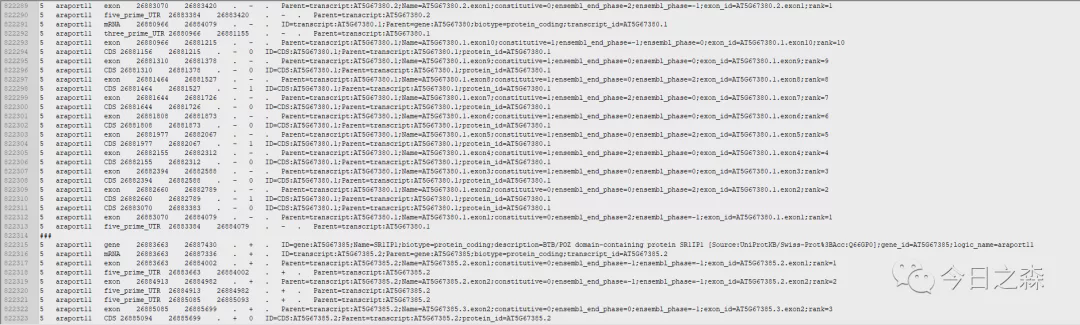 822289 5 araport11 exon 26883070 26883420 . - . Parent=transcript:AT5G67380.2;Name=AT5G67380.2.exon1;constitutive=0;ensembl_end_phase=2;ensembl_phase=-1;exon_id=AT5G67380.2.exon1;rank=1
822290 5 araport11 five_prime_UTR 26883384 26883420 . - . Parent=transcript:AT5G67380.2
822291 5 araport11 mRNA 26880966 26884079 . - . ID=transcript:AT5G67380.1;Parent=gene:AT5G67380;biotype=protein_coding;transcript_id=AT5G67380.1
822292 5 araport11 three_prime_UTR 26880966 26881155 . - . Parent=transcript:AT5G67380.1
822293 5 araport11 exon 26880966 26881215 . - . Parent=transcript:AT5G67380.1;Name=AT5G67380.1.exon10;constitutive=1;ensembl_end_phase=-1;ensembl_phase=0;exon_id=AT5G67380.1.exon10;rank=10
822294 5 araport11 CDS 26881156 26881215 . - 0 ID=CDS:AT5G67380.1;Parent=transcript:AT5G67380.1;protein_id=AT5G67380.1
822295 5 araport11 exon 26881310 26881378 . - . Parent=transcript:AT5G67380.1;Name=AT5G67380.1.exon9;constitutive=1;ensembl_end_phase=0;ensembl_phase=0;exon_id=AT5G67380.1.exon9;rank=9
822296 5 araport11 CDS 26881310 26881378 . - 0 ID=CDS:AT5G67380.1;Parent=transcript:AT5G67380.1;protein_id=AT5G67380.1
822297 5 araport11 exon 26881464 26881527 . - . Parent=transcript:AT5G67380.1;Name=AT5G67380.1.exon8;constitutive=1;ensembl_end_phase=0;ensembl_phase=2;exon_id=AT5G67380.1.exon8;rank=8
822298 5 araport11 CDS 26881464 26881527 . - 1 ID=CDS:AT5G67380.1;Parent=transcript:AT5G67380.1;protein_id=AT5G67380.1
822299 5 araport11 exon 26881644 26881726 . - . Parent=transcript:AT5G67380.1;Name=AT5G67380.1.exon7;constitutive=1;ensembl_end_phase=2;ensembl_phase=0;exon_id=AT5G67380.1.exon7;rank=7
822300 5 araport11 CDS 26881644 26881726 . - 0 ID=CDS:AT5G67380.1;Parent=transcript:AT5G67380.1;protein_id=AT5G67380.1
822301 5 araport11 exon 26881808 26881873 . - . Parent=transcript:AT5G67380.1;Name=AT5G67380.1.exon6;constitutive=1;ensembl_end_phase=0;ensembl_phase=0;exon_id=AT5G67380.1.exon6;rank=6
822302 5 araport11 CDS 26881808 26881873 . - 0 ID=CDS:AT5G67380.1;Parent=transcript:AT5G67380.1;protein_id=AT5G67380.1
822303 5 araport11 exon 26881977 26882067 . - . Parent=transcript:AT5G67380.1;Name=AT5G67380.1.exon5;constitutive=1;ensembl_end_phase=0;ensembl_phase=2;exon_id=AT5G67380.1.exon5;rank=5
822304 5 araport11 CDS 26881977 26882067 . - 1 ID=CDS:AT5G67380.1;Parent=transcript:AT5G67380.1;protein_id=AT5G67380.1
822305 5 araport11 exon 26882155 26882312 . - . Parent=transcript:AT5G67380.1;Name=AT5G67380.1.exon4;constitutive=1;ensembl_end_phase=2;ensembl_phase=0;exon_id=AT5G67380.1.exon4;rank=4
822306 5 araport11 CDS 26882155 26882312 . - 0 ID=CDS:AT5G67380.1;Parent=transcript:AT5G67380.1;protein_id=AT5G67380.1
822307 5 araport11 exon 26882394 26882588 . - . Parent=transcript:AT5G67380.1;Name=AT5G67380.1.exon3;constitutive=1;ensembl_end_phase=0;ensembl_phase=0;exon_id=AT5G67380.1.exon3;rank=3
822308 5 araport11 CDS 26882394 26882588 . - 0 ID=CDS:AT5G67380.1;Parent=transcript:AT5G67380.1;protein_id=AT5G67380.1
822309 5 araport11 exon 26882660 26882789 . - . Parent=transcript:AT5G67380.1;Name=AT5G67380.1.exon2;constitutive=0;ensembl_end_phase=0;ensembl_phase=2;exon_id=AT5G67380.1.exon2;rank=2
822310 5 araport11 CDS 26882660 26882789 . - 1 ID=CDS:AT5G67380.1;Parent=transcript:AT5G67380.1;protein_id=AT5G67380.1
822311 5 araport11 CDS 26883070 26883383 . - 0 ID=CDS:AT5G67380.1;Parent=transcript:AT5G67380.1;protein_id=AT5G67380.1
822312 5 araport11 exon 26883070 26884079 . - . Parent=transcript:AT5G67380.1;Name=AT5G67380.1.exon1;constitutive=0;ensembl_end_phase=2;ensembl_phase=-1;exon_id=AT5G67380.1.exon1;rank=1
822313 5 araport11 five_prime_UTR 26883384 26884079 . - . Parent=transcript:AT5G67380.1
822314 ###
822315 5 araport11 gene 26883663 26887430 . + . ID=gene:AT5G67385;Name=SR1IP1;biotype=protein_coding;description=BTB/POZ domain-containing protein SR1IP1 [Source:UniProtKB/Swiss-Prot%3BAcc:Q66GP0];gene_id=AT5G67385;logic_name=araport11
822316 5 araport11 mRNA 26883663 26887336 . + . ID=transcript:AT5G67385.2;Parent=gene:AT5G67385;biotype=protein_coding;transcript_id=AT5G67385.2
822317 5 araport11 exon 26883663 26884002 . + . Parent=transcript:AT5G67385.2;Name=AT5G67385.2.exon1;constitutive=0;ensembl_end_phase=-1;ensembl_phase=-1;exon_id=AT5G67385.2.exon1;rank=1
822318 5 araport11 five_prime_UTR 26883663 26884002 . + . Parent=transcript:AT5G67385.2
822319 5 araport11 exon 26884913 26884982 . + . Parent=transcript:AT5G67385.2;Name=AT5G67385.2.exon2;constitutive=0;ensembl_end_phase=-1;ensembl_phase=-1;exon_id=AT5G67385.2.exon2;rank=2
822320 5 araport11 five_prime_UTR 26884913 26884982 . + . Parent=transcript:AT5G67385.2
822321 5 araport11 five_prime_UTR 26885085 26885093 . + . Parent=transcript:AT5G67385.2
822322 5 araport11 exon 26885085 26885699 . + . Parent=transcript:AT5G67385.2;Name=AT5G67385.3.exon2;constitutive=0;ensembl_end_phase=0;ensembl_phase=-1;exon_id=AT5G67385.3.exon2;rank=3
822323 5 araport11 CDS 26885094 26885699 . + 0 ID=CDS:AT5G67385.2;Parent=transcript:AT5G67385.2;protein_id=AT5G67385.2
今日之森